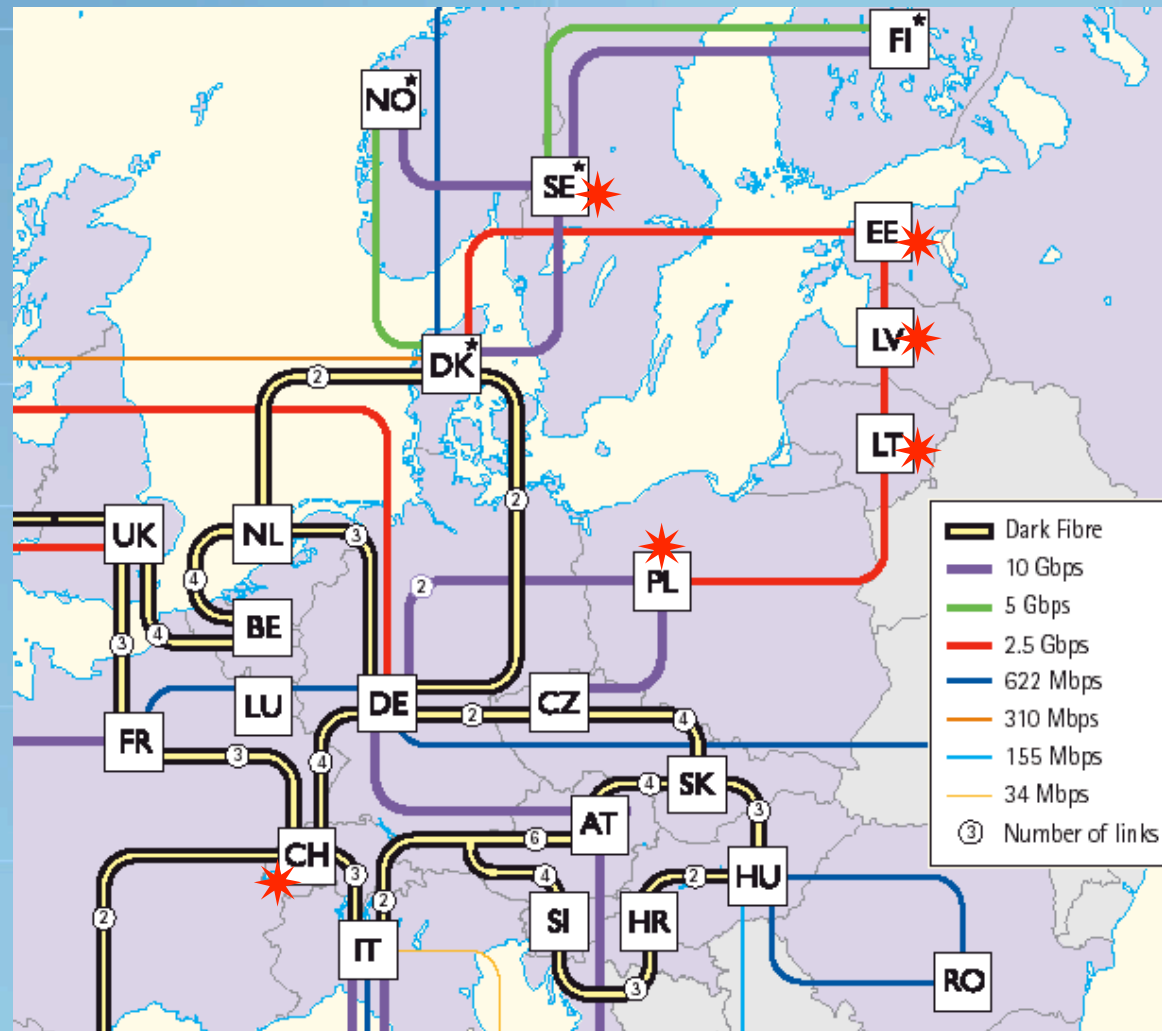 FI*
NO*
SE*
EE
LV
DK*
2
LT
2
UK
NL
3
PL
2
4
BE
3
4
LU
DE
CZ
2
4
FR
3
4
SK
4
3
AT
6
CH
3
2
4
2
HU
2
SI
HR
IT
3
RO
Dark Fibre
10 Gbps
5 Gbps
2.5 Gbps
622 Mbps
310 Mbps
155 Mbps
34 Mbps
3 Number of links